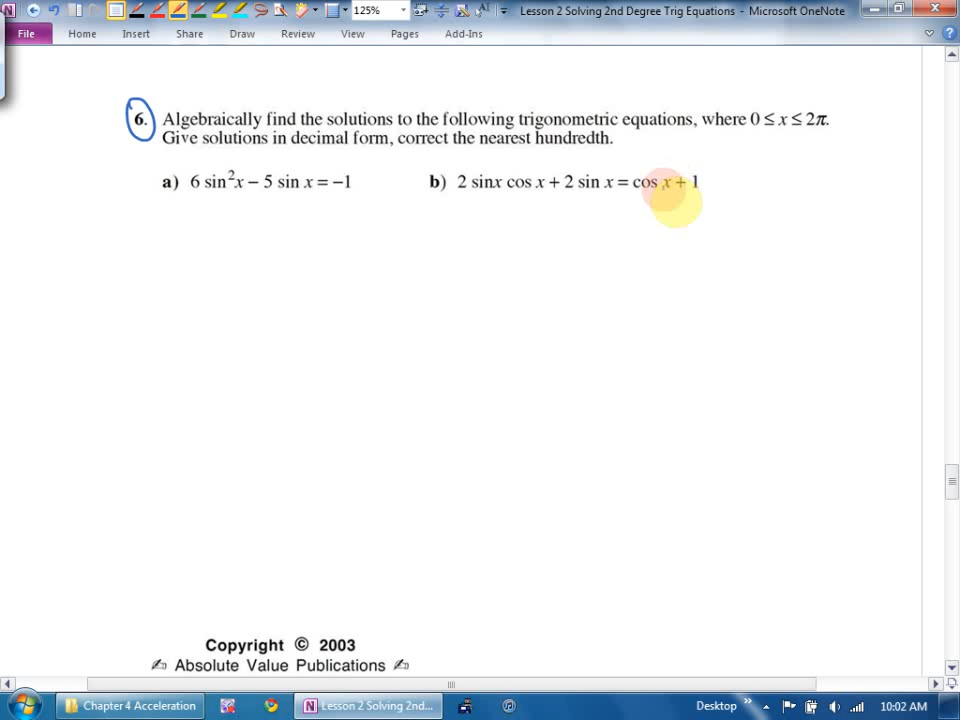 125%
Lesson 2 Solving 2nd Degree Trig Equations - Microsoft OneNote
File Home Insert Share Draw Review View Pages Add-Ins
6. Algebraically find the solutions to the following trigonometric equations, where 0 ≤ x ≤ 2π.
Give solutions in decimal form, correct the nearest hundredth.
a) 6 sin²x − 5 sin x = −1 b) 2 sinx cos x + 2 sin x = cos x + 1
Copyright © 2003
✍ Absolute Value Publications ✍
Chapter 4 Acceleration Lesson 2 Solving 2nd... Desktop 10:02 AM